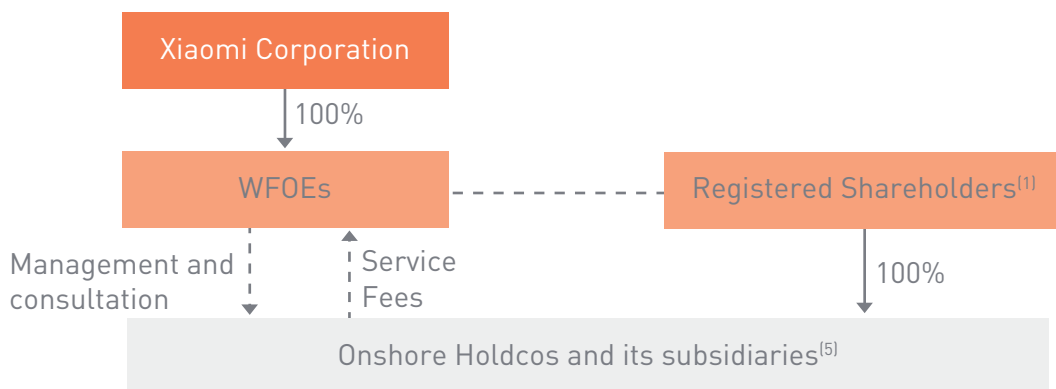 Xiaomi Corporation
100%
WFOEs
Registered Shareholders(1)
Management and
consultation
Service
Fees
100%
Onshore Holdcos and its subsidiaries(5)